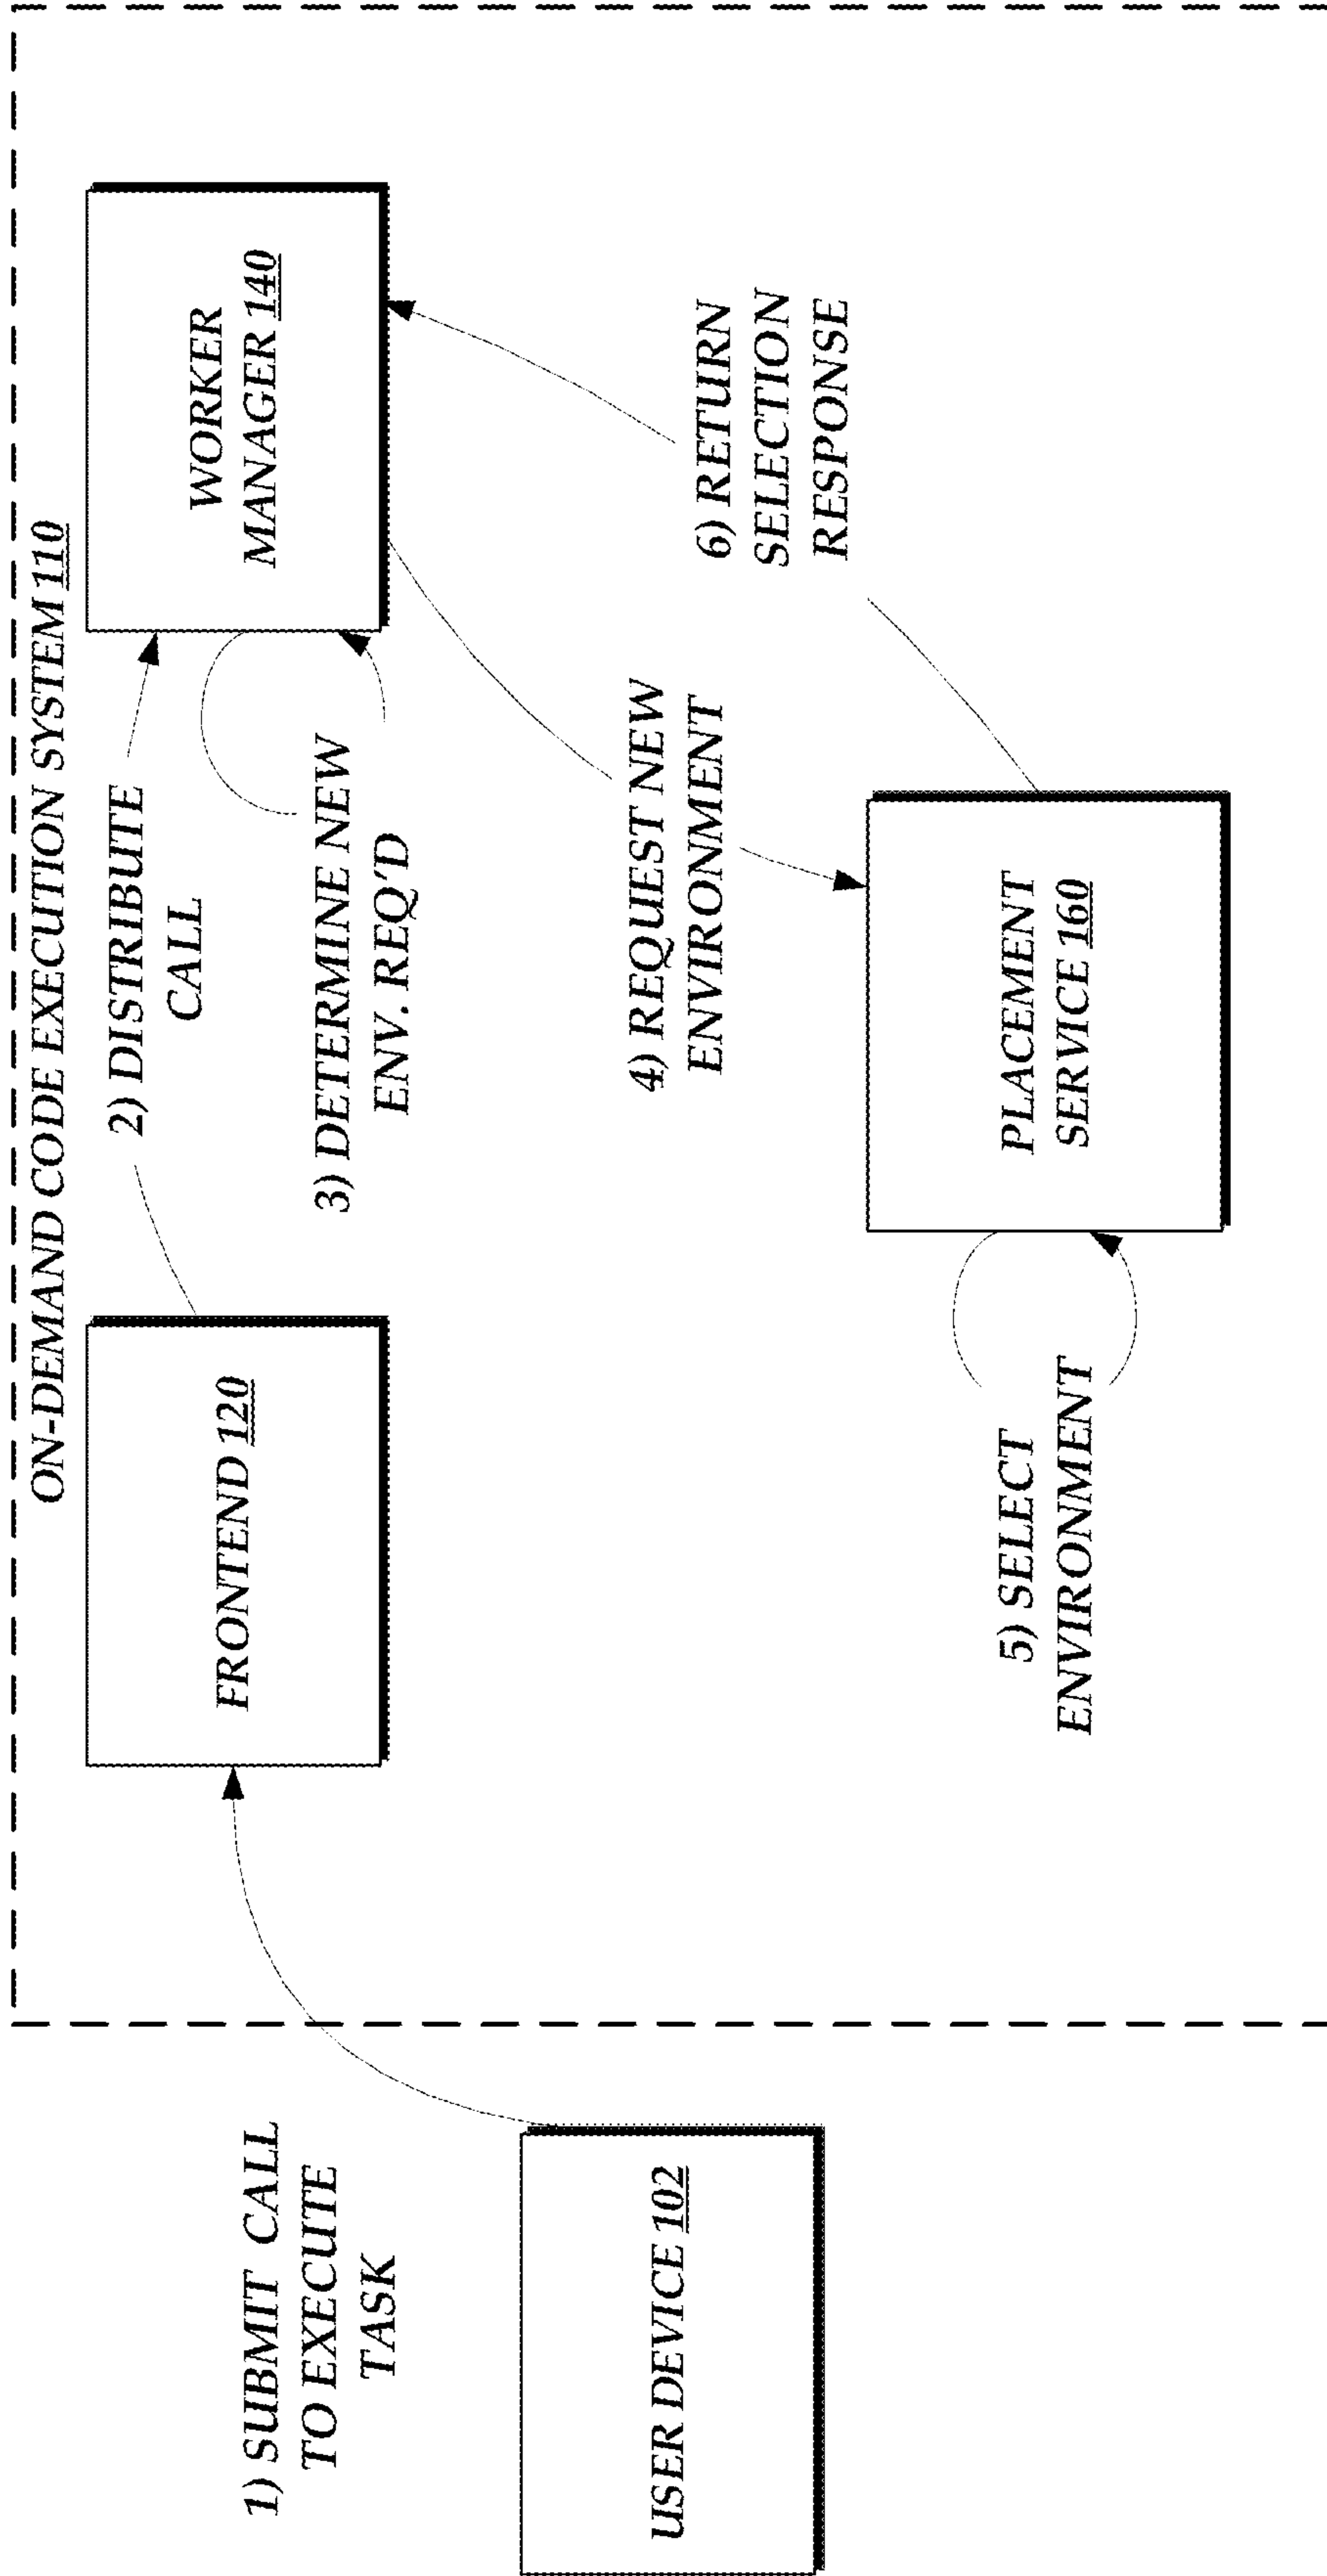 ON-DEMAND CODE EXECUTION SYSTEM 110
1) SUBMIT CALL
TO EXECUTE
TASK
USER DEVICE 102
FRONTEND 120
2) DISTRIBUTE
CALL
3) DETERMINE NEW
ENV. REQ'D
WORKER
MANAGER 140
4) REQUEST NEW
ENVIRONMENT
5) SELECT
ENVIRONMENT
PLACEMENT
SERVICE 160
6) RETURN
SELECTION
RESPONSE